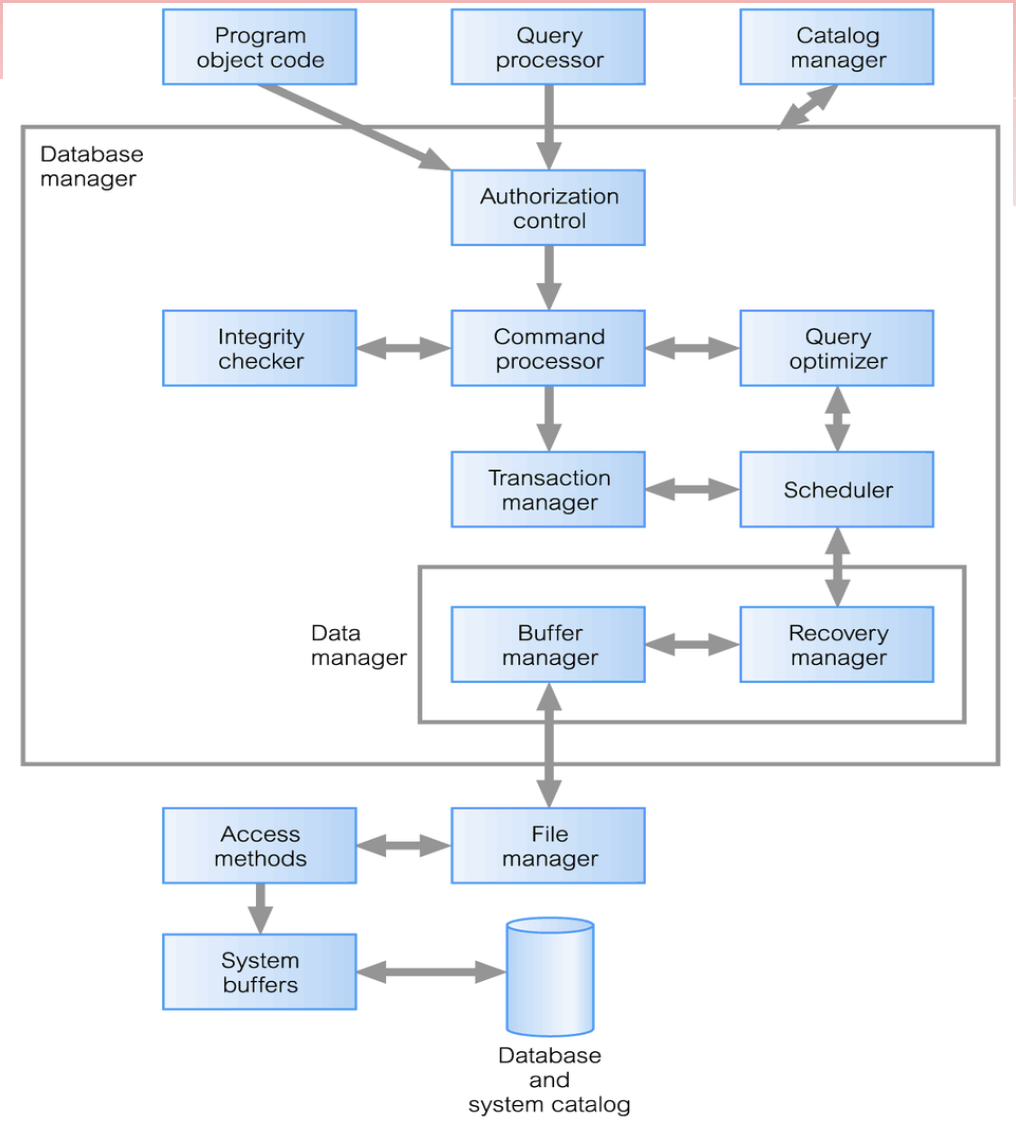 Program
object code
Query
processor
Catalog
manager
Database
manager
Authorization
control
Integrity
checker
Command
processor
Query
optimizer
Transaction
manager
Scheduler
Data
manager
Buffer
manager
Recovery
manager
Access
methods
File
manager
System
buffers
Database
and
system catalog